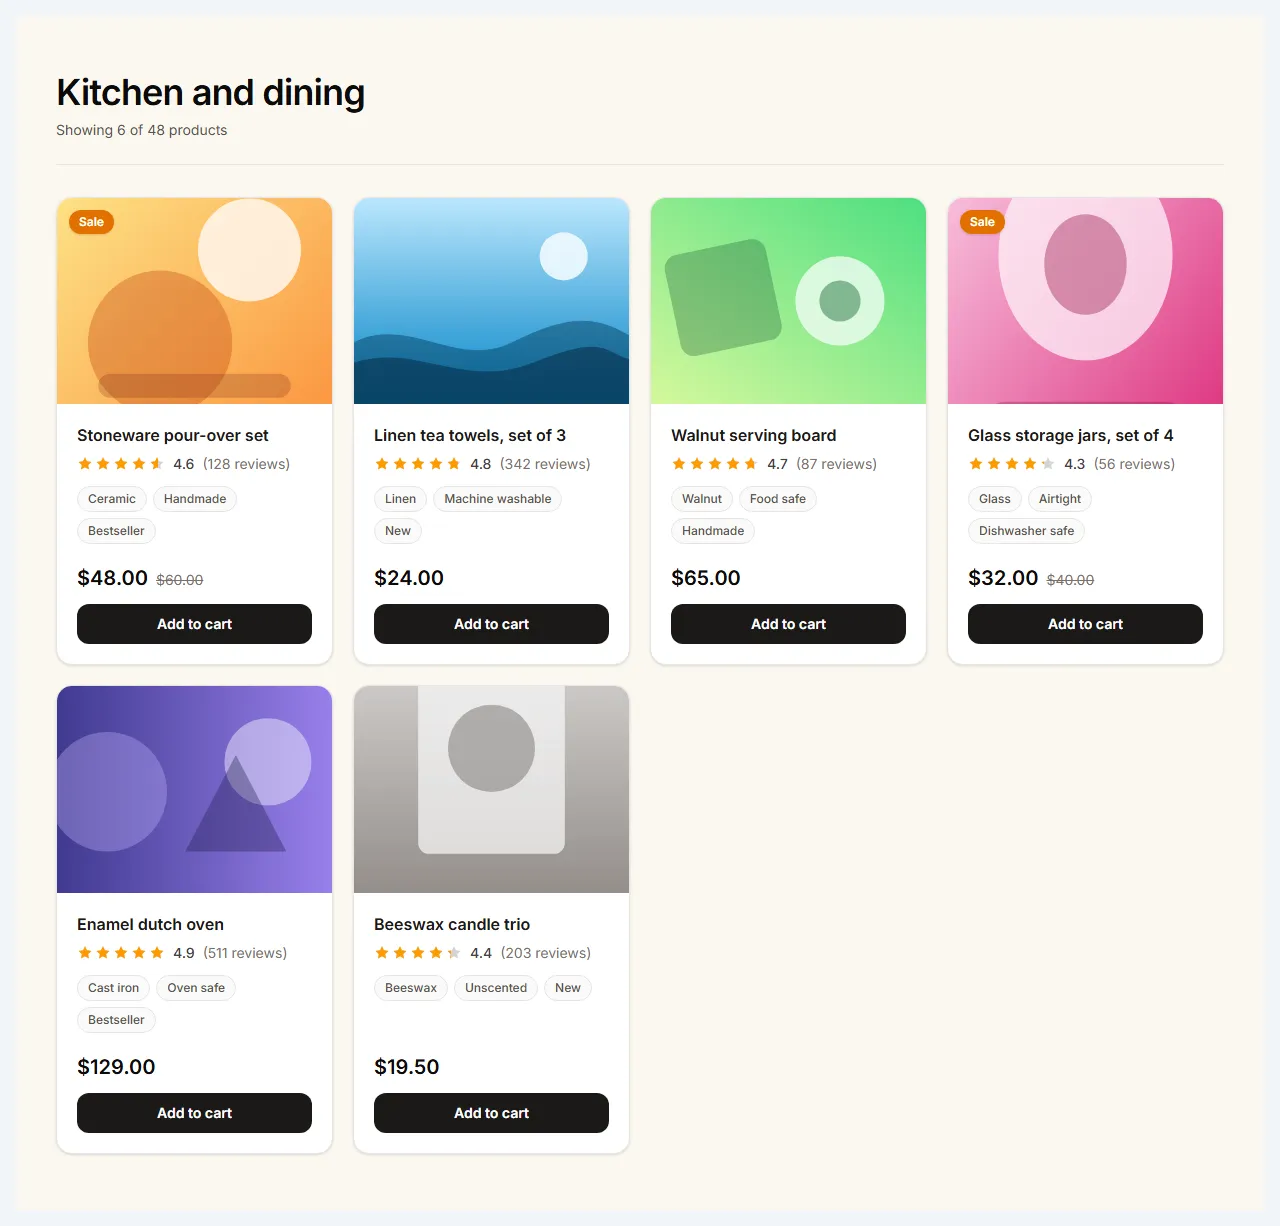 Kitchen and dining
Showing 6 of 48 products
Sale
Stoneware pour-over set
4.6 (128 reviews)
Ceramic Handmade
Bestseller
$48.00 $60.00
Add to cart
Linen tea towels, set of 3
4.8 (342 reviews)
Linen Machine washable
New
$24.00
Add to cart
Walnut serving board
4.7 (87 reviews)
Walnut Food safe
Handmade
$65.00
Add to cart
Sale
Glass storage jars, set of 4
4.3 (56 reviews)
Glass Airtight
Dishwasher safe
$32.00 $40.00
Add to cart
Enamel dutch oven
4.9 (511 reviews)
Cast iron Oven safe
Bestseller
$129.00
Add to cart
Beeswax candle trio
4.4 (203 reviews)
Beeswax Unscented New
$19.50
Add to cart